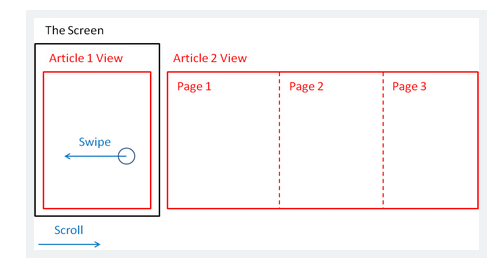 The Screen
Article 1 View
Article 2 View
Page 1
Page 2
Page 3
Swipe
Scroll